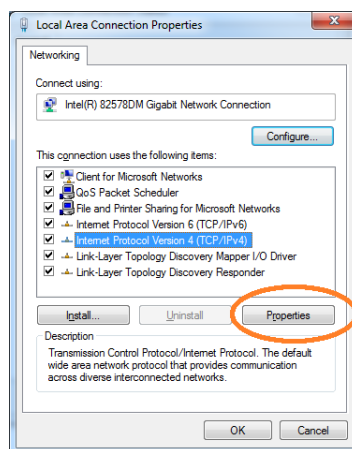 Local Area Connection Properties
Networking
Connect using:
Intel(R) 82578DM Gigabit Network Connection
Configure...
This connection uses the following items:
Client for Microsoft Networks
QoS Packet Scheduler
File and Printer Sharing for Microsoft Networks
Internet Protocol Version 6 (TCP/IPv6)
Internet Protocol Version 4 (TCP/IPv4)
Link-Layer Topology Discovery Mapper I/O Driver
Link-Layer Topology Discovery Responder
Install... Uninstall Properties
Description
Transmission Control Protocol/Internet Protocol. The default
wide area network protocol that provides communication
across diverse interconnected networks.
OK Cancel